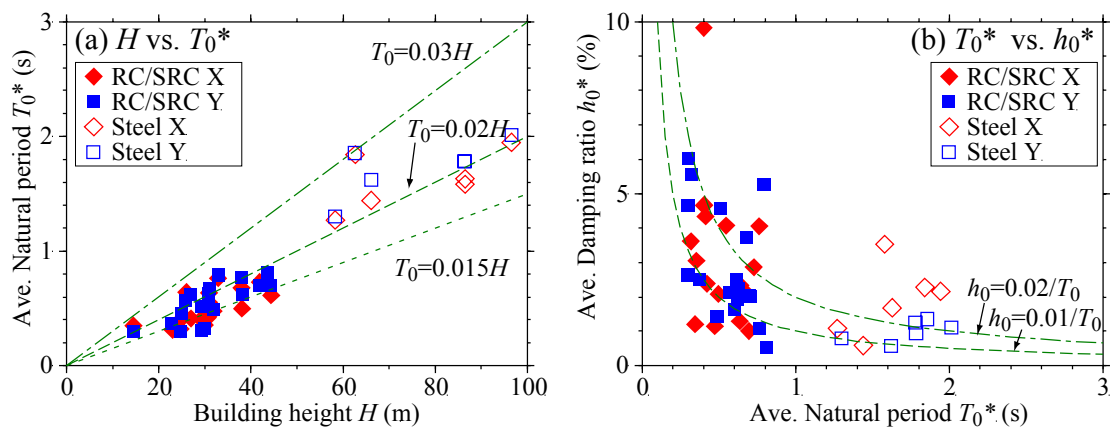 (a) H vs. T₀*
RC/SRC X
RC/SRC Y
Steel X
Steel Y
T₀=0.03H
T₀=0.02H
T₀=0.015H
3
2
1
0
0 20 40 60 80 100
Ave. Natural period T₀* (s)
Building height H (m)
(b) T₀* vs. h₀*
RC/SRC X
RC/SRC Y
Steel X
Steel Y
h₀=0.02/T₀
h₀=0.01/T₀
10
5
0
0 1 2 3
Ave. Damping ratio h₀* (%)
Ave. Natural period T₀* (s)